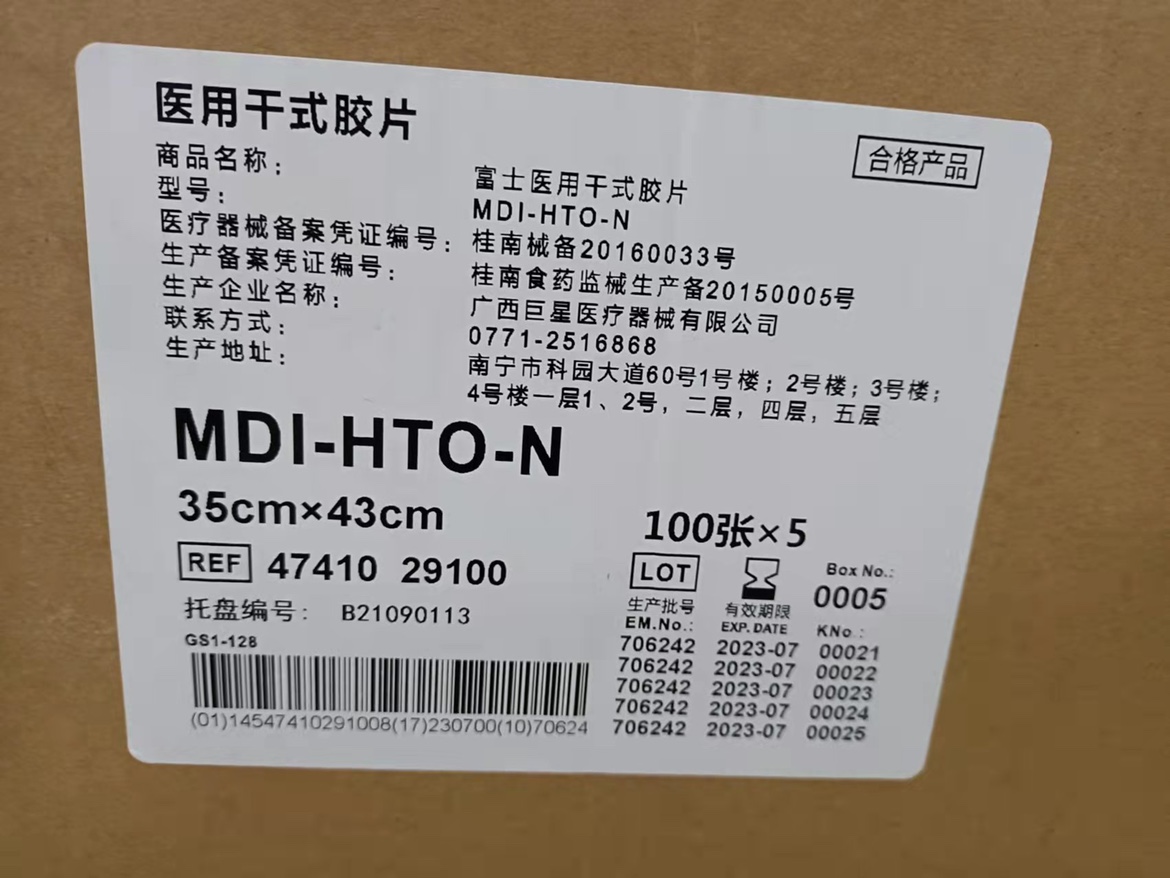 医用干式胶片
合格产品
商品名称： 富士医用干式胶片
型号： MDI-HTO-N
医疗器械备案凭证编号： 桂南械备20160033号
生产备案凭证编号： 桂南食药监械生产备20150005号
生产企业名称： 广西巨星医疗器械有限公司
联系方式： 0771-2516868
生产地址： 南宁市科园大道60号1号楼；2号楼；3号楼；
4号楼一层1、2号，二层，四层，五层
MDI-HTO-N
35cm×43cm
100张×5
REF 47410 29100
托盘编号： B21090113
GS1-128
(01)14547410291008(17)230700(10)70624
LOT
生产批号 有效期限
EM.No.: EXP. DATE
Box No.:
0005
KNo.:
706242 2023-07 00021
706242 2023-07 00022
706242 2023-07 00023
706242 2023-07 00024
706242 2023-07 00025